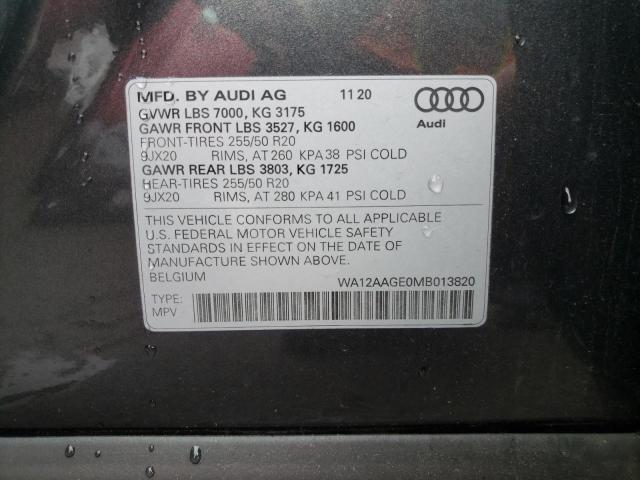 MFD. BY AUDI AG 11 20
GVWR LBS 7000, KG 3175
GAWR FRONT LBS 3527, KG 1600
FRONT-TIRES 255/50 R20
9JX20 RIMS, AT 260 KPA 38 PSI COLD
GAWR REAR LBS 3803, KG 1725
REAR-TIRES 255/50 R20
9JX20 RIMS, AT 280 KPA 41 PSI COLD
Audi
THIS VEHICLE CONFORMS TO ALL APPLICABLE
U.S. FEDERAL MOTOR VEHICLE SAFETY
STANDARDS IN EFFECT ON THE DATE OF
MANUFACTURE SHOWN ABOVE.
BELGIUM WA12AAGE0MB013820
TYPE:
MPV